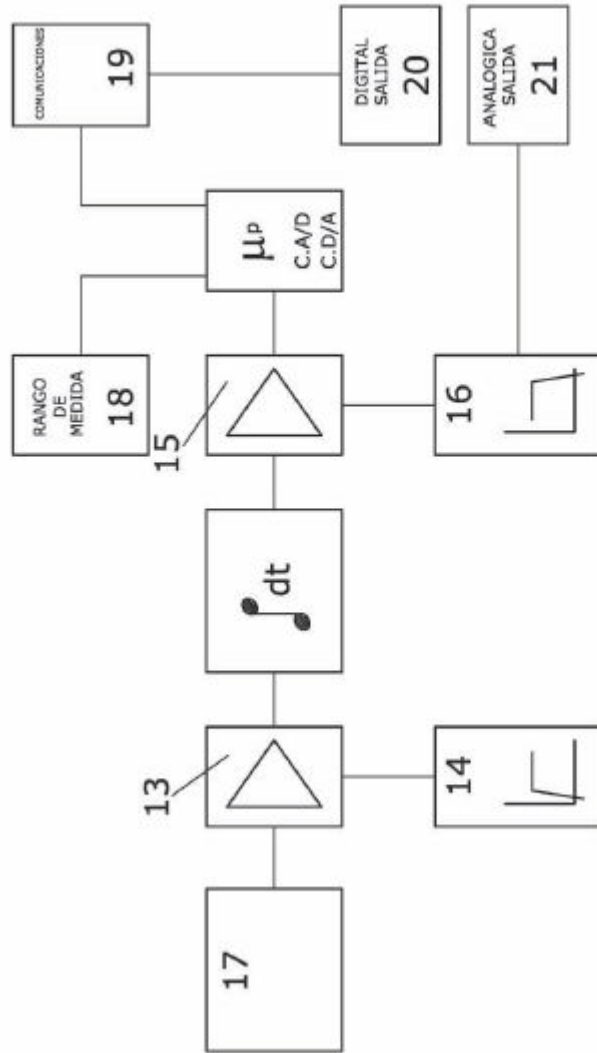 17
13
14
∫ dt
15
16
RANGO
DE
MEDIDA
18
µP
C.A/D
C.D/A
COMUNICACIONES
19
DIGITAL
SALIDA
20
ANALOGICA
SALIDA
21